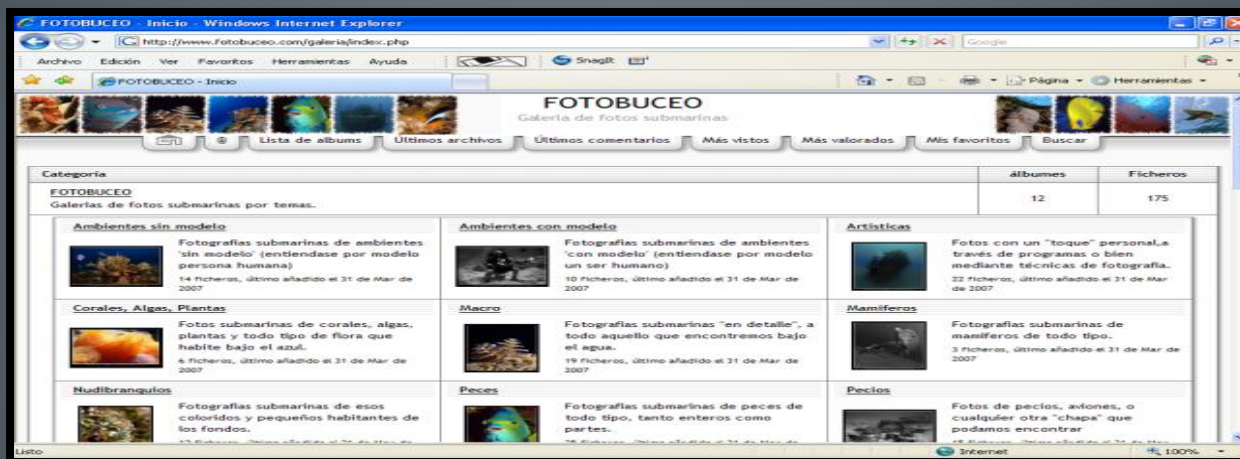 FOTOBUCEO - Inicio - Windows Internet Explorer
http://www.fotobuceo.com/galeria/index.php
Google
Archivo Edición Ver Favoritos Herramientas Ayuda
SnagIt
FOTOBUCEO - Inicio
Página
Herramientas
FOTOBUCEO
Galería de fotos submarinas
Lista de álbums Últimos archivos Últimos comentarios Más vistos Más valorados Mis favoritos Buscar
Categoría álbumes Ficheros
FOTOBUCEO
Galerías de fotos submarinas por temas.
12 175
Ambientes sin modelo
Fotografías submarinas de ambientes
'sin modelo' (entiendase por modelo
persona humana)
14 ficheros, último añadido el 31 de Mar de
2007
Ambientes con modelo
Fotografías submarinas de ambientes
'con modelo' (entiendase por modelo
un ser humano)
10 ficheros, último añadido el 31 de Mar de
2007
Artísticas
Fotos con un "toque" personal,a
través de programas o bien
mediante técnicas de fotografía.
22 ficheros, último añadido el 31 de Mar
de 2007
Corales, Algas, Plantas
Fotos submarinas de corales, algas,
plantas y todo tipo de flora que
habite bajo el azul.
6 ficheros, último añadido el 31 de Mar de
2007
Macro
Fotografías submarinas "en detalle", a
todo aquello que encontremos bajo
el agua.
19 ficheros, último añadido el 31 de Mar de
2007
Mamíferos
Fotografías submarinas de
mamíferos de todo tipo.
3 ficheros, último añadido el 31 de Mar de
2007
Nudibranquios
Fotografías submarinas de esos
coloridos y pequeños habitantes de
los fondos.
Peces
Fotografías submarinas de peces de
todo tipo, tanto enteros como
partes.
Pecios
Fotos de pecios, aviones, o
cualquier otra "chapa" que
podamos encontrar
Listo Internet 100%